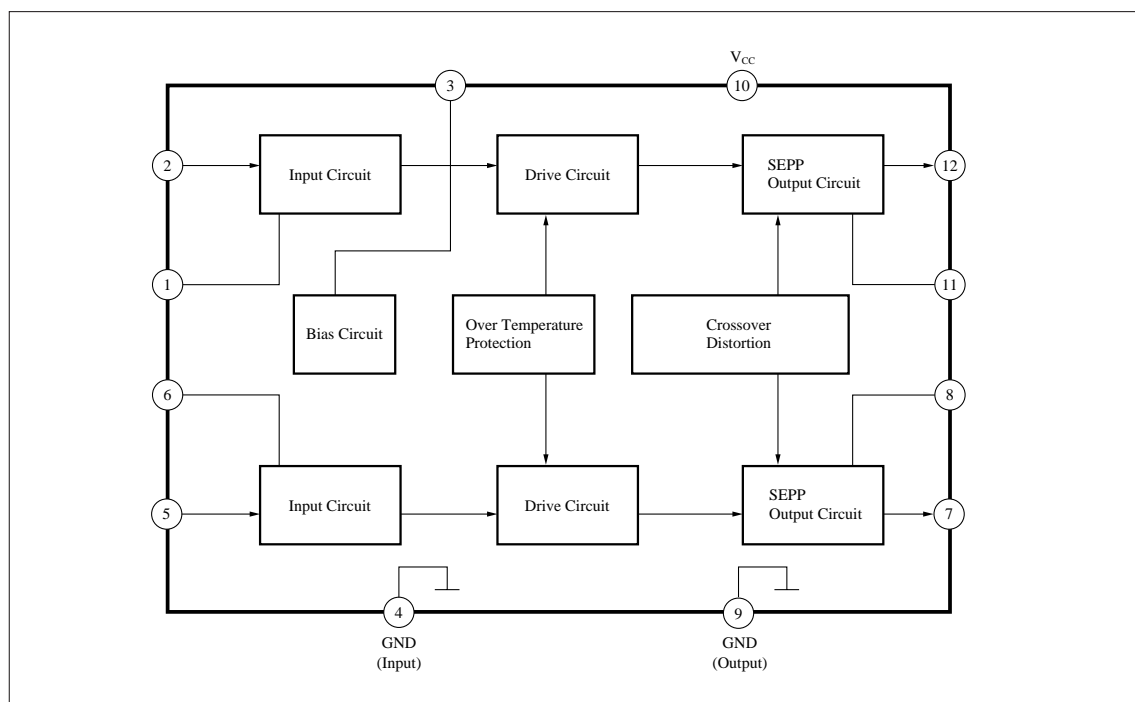 V_CC
3
10
2
Input Circuit
Drive Circuit
SEPP
Output Circuit
12
1
11
Bias Circuit
Over Temperature
Protection
Crossover
Distortion
6
8
5
Input Circuit
Drive Circuit
SEPP
Output Circuit
7
4
9
GND
(Input)
GND
(Output)